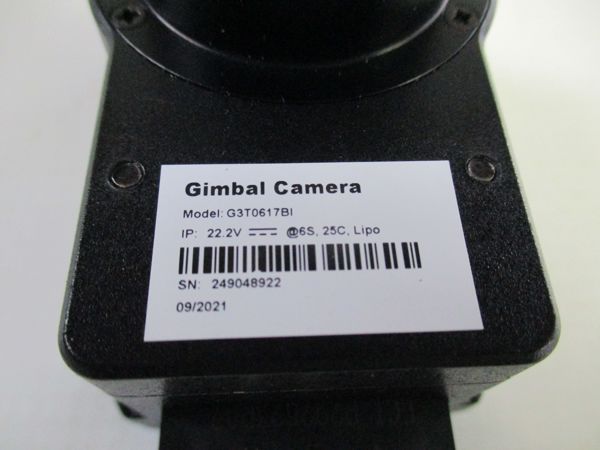 Gimbal Camera
Model: G3T0617BI
IP: 22.2V @6S, 25C, Lipo
SN: 249048922
09/2021